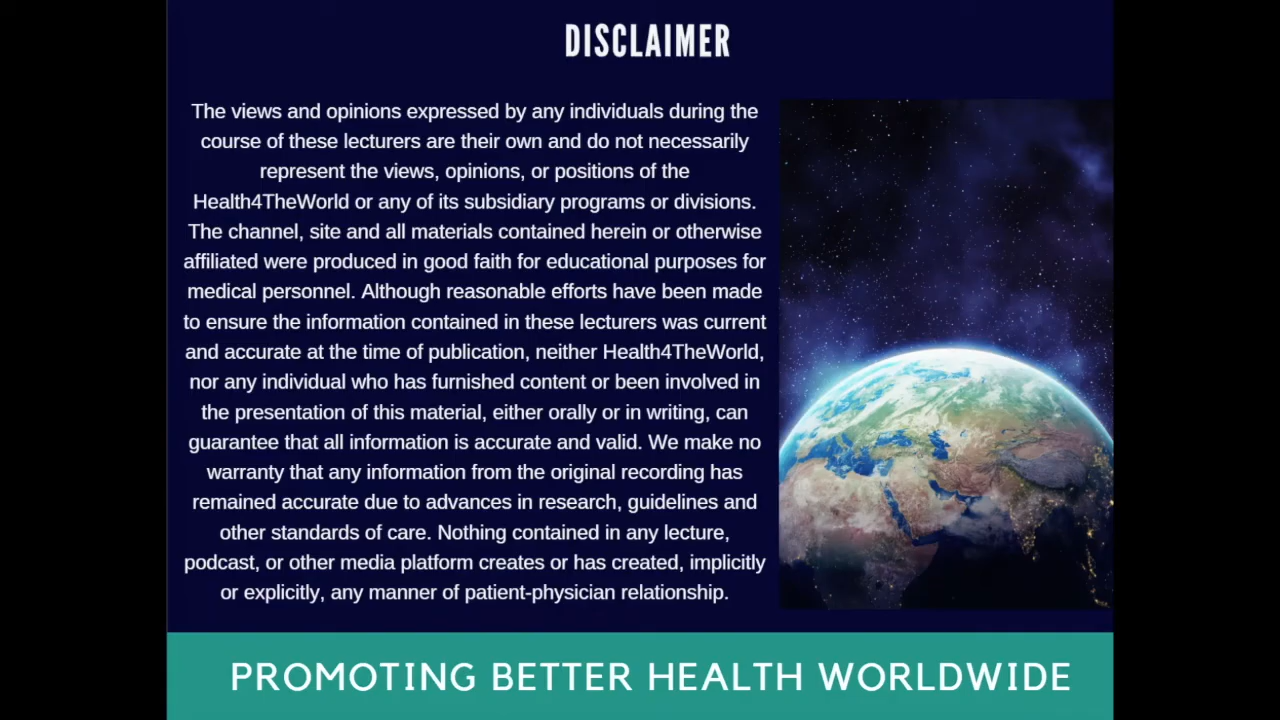 DISCLAIMER
The views and opinions expressed by any individuals during the
course of these lecturers are their own and do not necessarily
represent the views, opinions, or positions of the
Health4TheWorld or any of its subsidiary programs or divisions.
The channel, site and all materials contained herein or otherwise
affiliated were produced in good faith for educational purposes for
medical personnel. Although reasonable efforts have been made
to ensure the information contained in these lecturers was current
and accurate at the time of publication, neither Health4TheWorld,
nor any individual who has furnished content or been involved in
the presentation of this material, either orally or in writing, can
guarantee that all information is accurate and valid. We make no
warranty that any information from the original recording has
remained accurate due to advances in research, guidelines and
other standards of care. Nothing contained in any lecture,
podcast, or other media platform creates or has created, implicitly
or explicitly, any manner of patient-physician relationship.
PROMOTING BETTER HEALTH WORLDWIDE